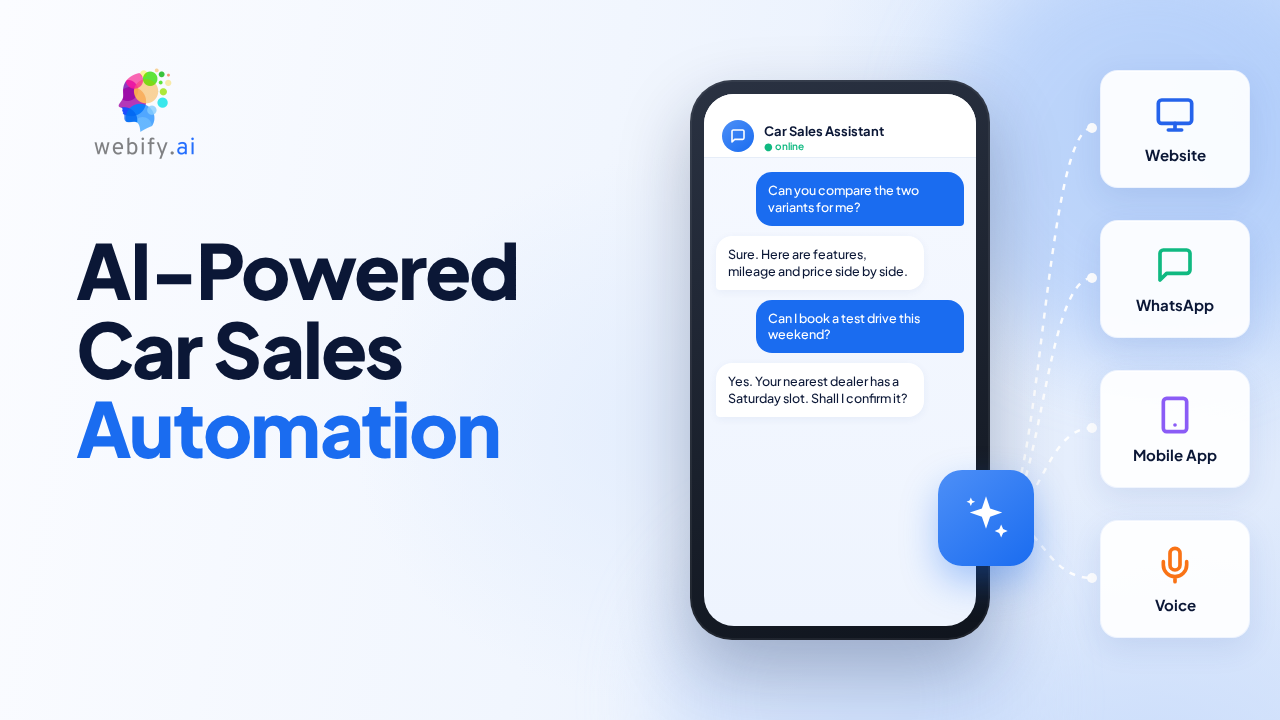 webify.ai
AI-Powered
Car Sales
Automation
Car Sales Assistant
online
Can you compare the two
variants for me?
Sure. Here are features,
mileage and price side by side.
Can I book a test drive this
weekend?
Yes. Your nearest dealer has a
Saturday slot. Shall I confirm it?
Website
WhatsApp
Mobile App
Voice